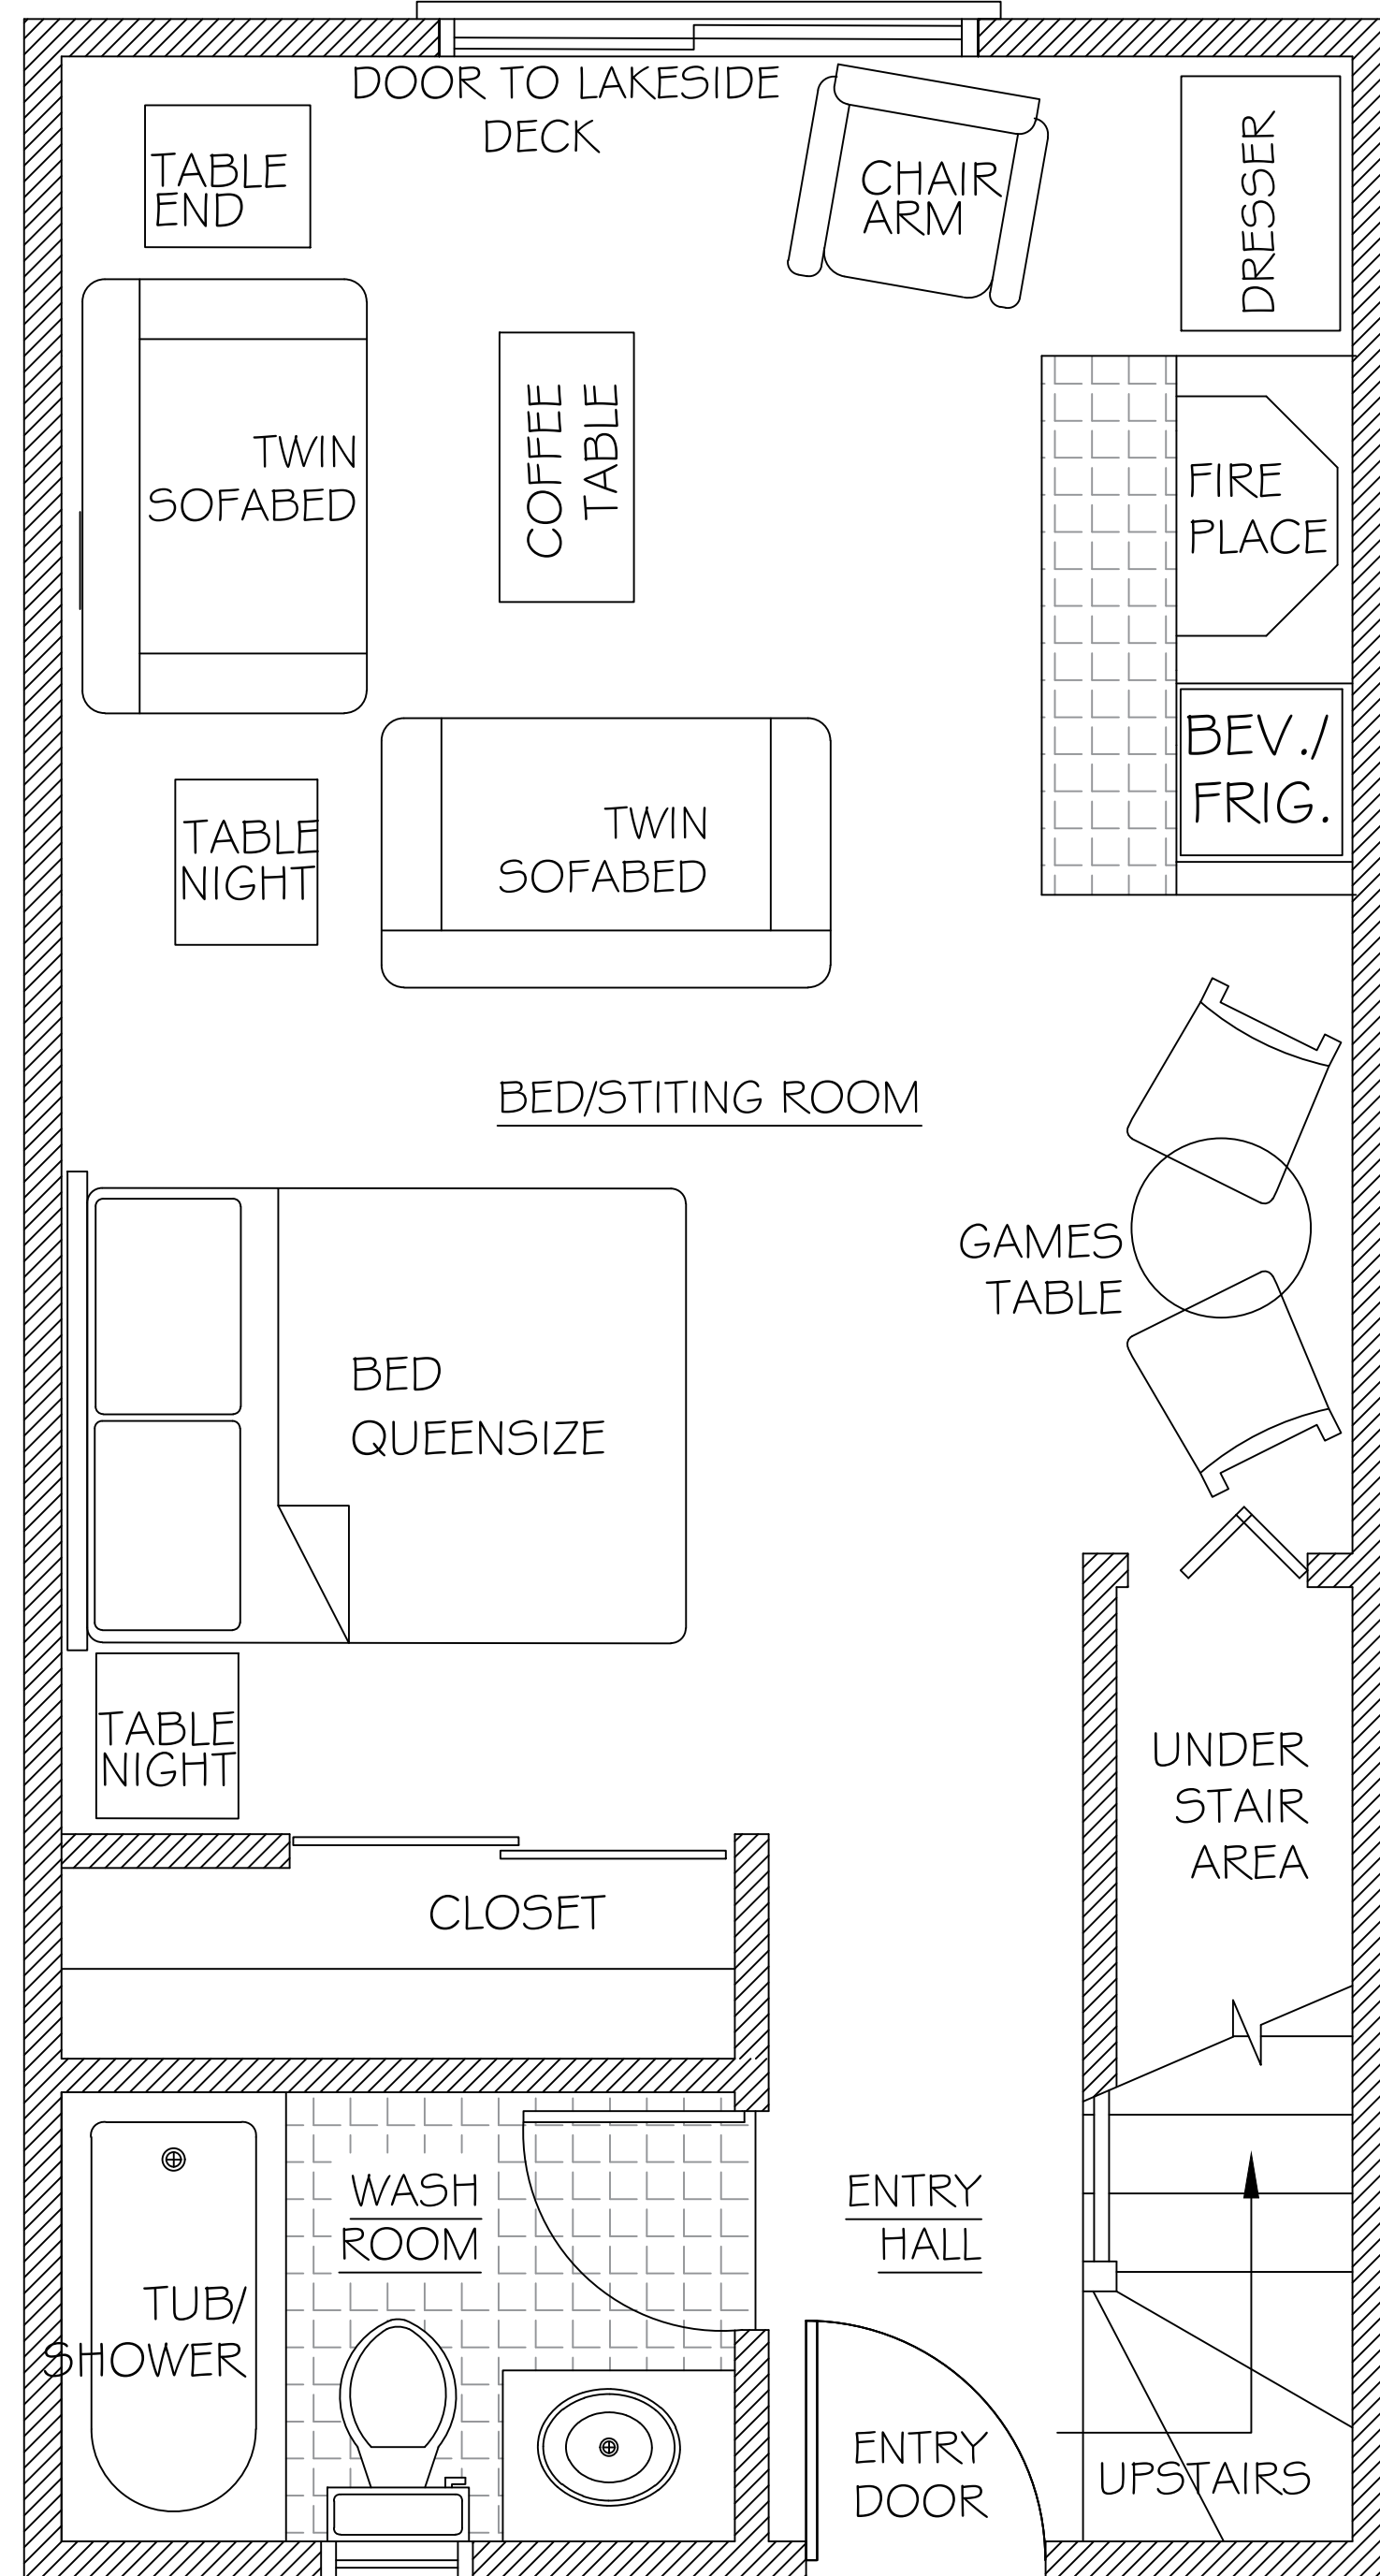 DOOR TO LAKESIDE
DECK
TABLE
END
CHAIR
ARM
DRESSER
TWIN
SOFABED
COFFEE
TABLE
FIRE
PLACE
BEV./
FRIG.
TABLE
NIGHT
TWIN
SOFABED
BED/STITING ROOM
GAMES
TABLE
BED
QUEENSIZE
TABLE
NIGHT
UNDER
STAIR
AREA
CLOSET
WASH
ROOM
ENTRY
HALL
TUB/
SHOWER
ENTRY
DOOR
UPSTAIRS